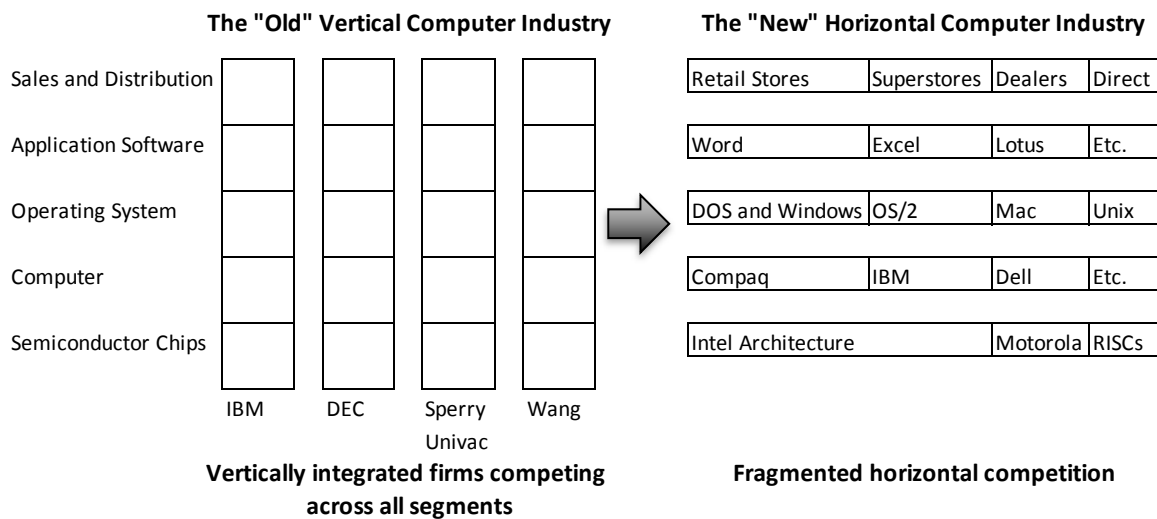 The "Old" Vertical Computer Industry
The "New" Horizontal Computer Industry
Sales and Distribution
Retail Stores Superstores Dealers Direct
Application Software
Word Excel Lotus Etc.
Operating System
DOS and Windows OS/2 Mac Unix
Computer
Compaq IBM Dell Etc.
Semiconductor Chips
Intel Architecture Motorola RISCs
IBM DEC Sperry Wang
Univac
Vertically integrated firms competing
across all segments
Fragmented horizontal competition